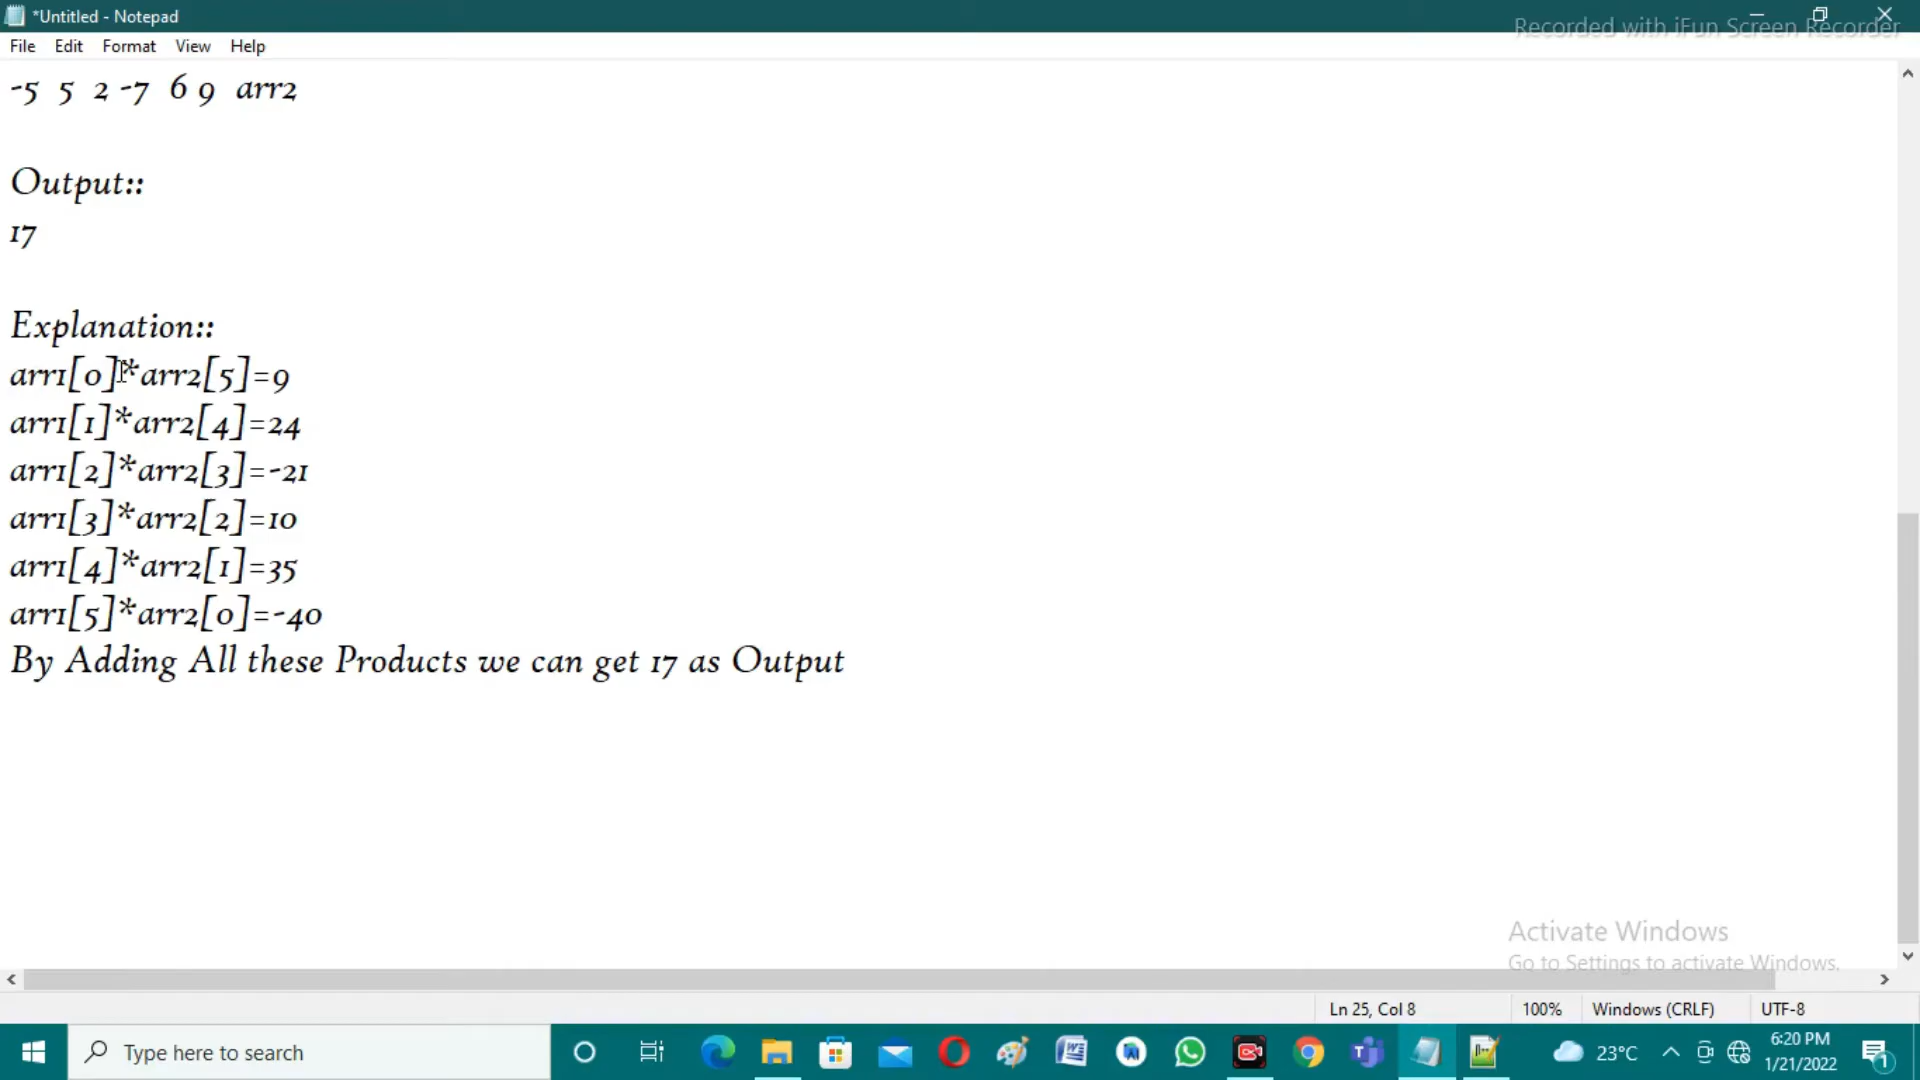 *Untitled - Notepad
Recorded with iFun Screen Recorder
File Edit Format View Help
-5 5 2 -7 6 9 arr2
Output::
17
Explanation::
arr1[0]*arr2[5]=9
arr1[1]*arr2[4]=24
arr1[2]*arr2[3]=-21
arr1[3]*arr2[2]=10
arr1[4]*arr2[1]=35
arr1[5]*arr2[0]=-40
By Adding All these Products we can get 17 as Output
Activate Windows
Go to Settings to activate Windows.
Ln 25, Col 8 100% Windows (CRLF) UTF-8
Type here to search 23°C 6:20 PM
1/21/2022 1